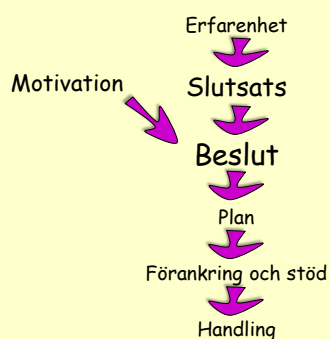 Erfarenhet
Motivation
Slutsats
Beslut
Plan
Förankring och stöd
Handling